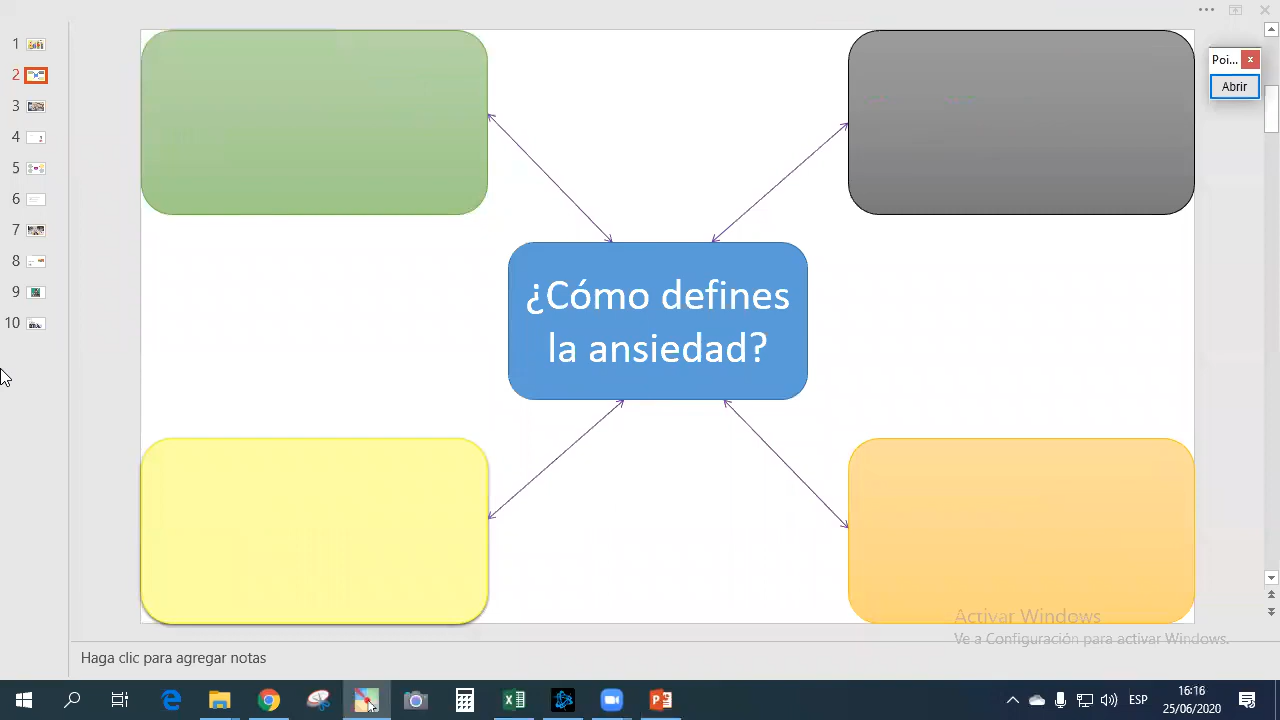 1
2
3
4
5
6
7
8
9
10
Poi...
Abrir
¿Cómo defines
la ansiedad?
Activar Windows
Ve a Configuración para activar Windows.
Haga clic para agregar notas
ESP
16:16
25/06/2020